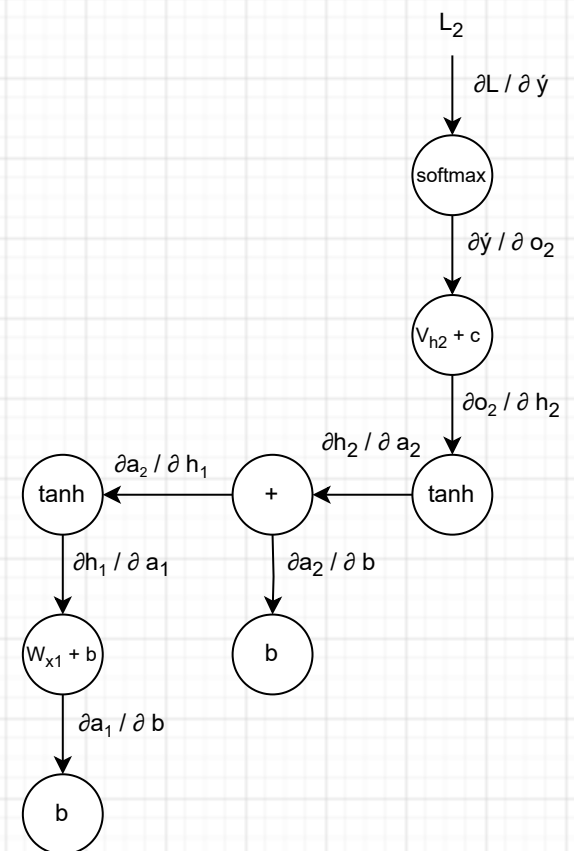 L₂
∂L / ∂ ý
softmax
∂ý / ∂ o₂
Vₕ₂ + c
∂o₂ / ∂ h₂
∂h₂ / ∂ a₂
∂a₂ / ∂ h₁
tanh
+
tanh
∂h₁ / ∂ a₁
∂a₂ / ∂ b
Wₓ₁ + b
b
∂a₁ / ∂ b
b